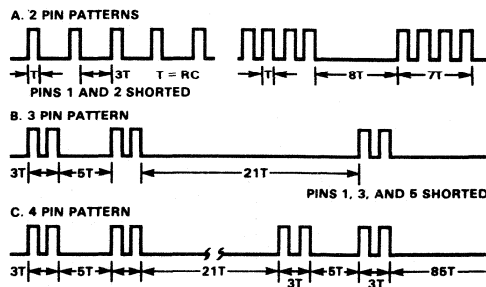 A. 2 PIN PATTERNS
T 3T T = RC T 8T 7T
PINS 1 AND 2 SHORTED
B. 3 PIN PATTERN
3T 5T 21T
PINS 1, 3, AND 5 SHORTED
C. 4 PIN PATTERN
3T 5T 21T 3T 5T 3T 85T